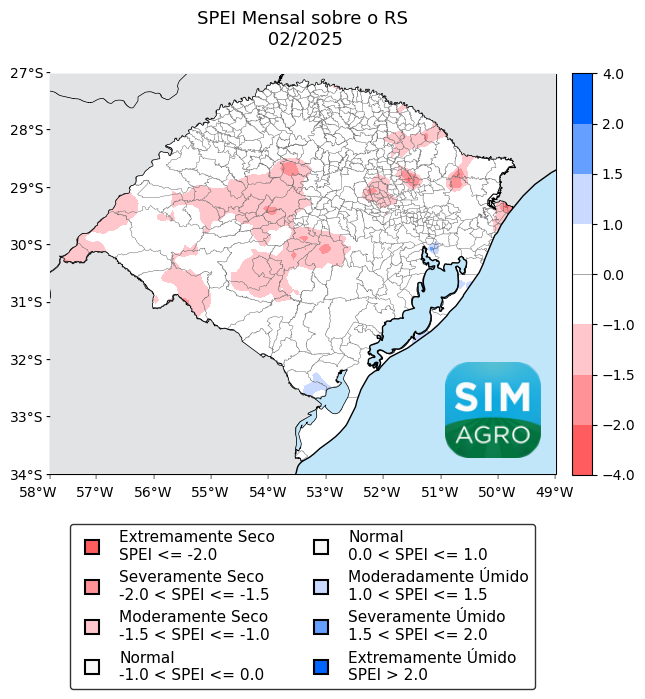 SPEI Mensal sobre o RS
02/2025
27°S
28°S
29°S
30°S
31°S
32°S
33°S
34°S
58°W
57°W
56°W
55°W
54°W
53°W
52°W
51°W
50°W
49°W
4.0
2.0
1.5
1.0
0.0
−1.0
−1.5
−2.0
−4.0
SIM
AGRO
Extremamente Seco
SPEI <= -2.0
Severamente Seco
-2.0 < SPEI <= -1.5
Moderamente Seco
-1.5 < SPEI <= -1.0
Normal
-1.0 < SPEI <= 0.0
Normal
0.0 < SPEI <= 1.0
Moderadamente Úmido
1.0 < SPEI <= 1.5
Severamente Úmido
1.5 < SPEI <= 2.0
Extremamente Úmido
SPEI > 2.0